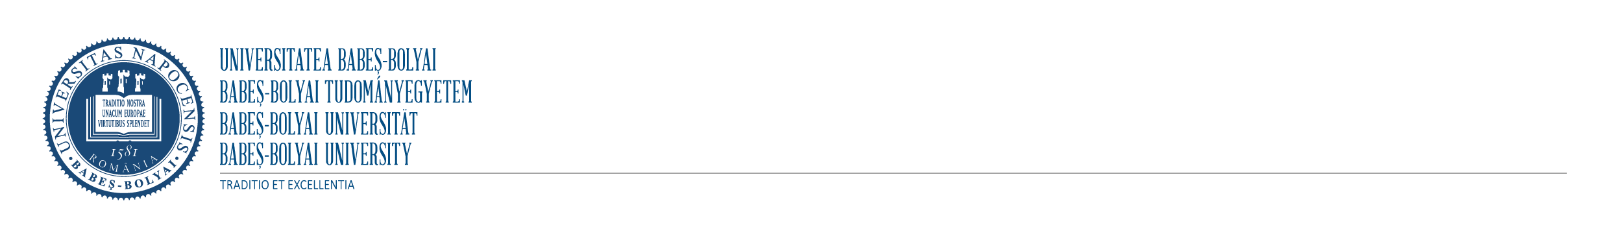 UNIVERSITAS NAPOCENSIS
TRADITIO NOSTRA
UNACUM EUROPAE
VIRTUTIBUS SPLENDET
1581
ROMÂNIA
• BABEȘ-BOLYAI •
UNIVERSITATEA BABEȘ-BOLYAI
BABEȘ-BOLYAI TUDOMÁNYEGYETEM
BABEȘ-BOLYAI UNIVERSITÄT
BABEȘ-BOLYAI UNIVERSITY
TRADITIO ET EXCELLENTIA